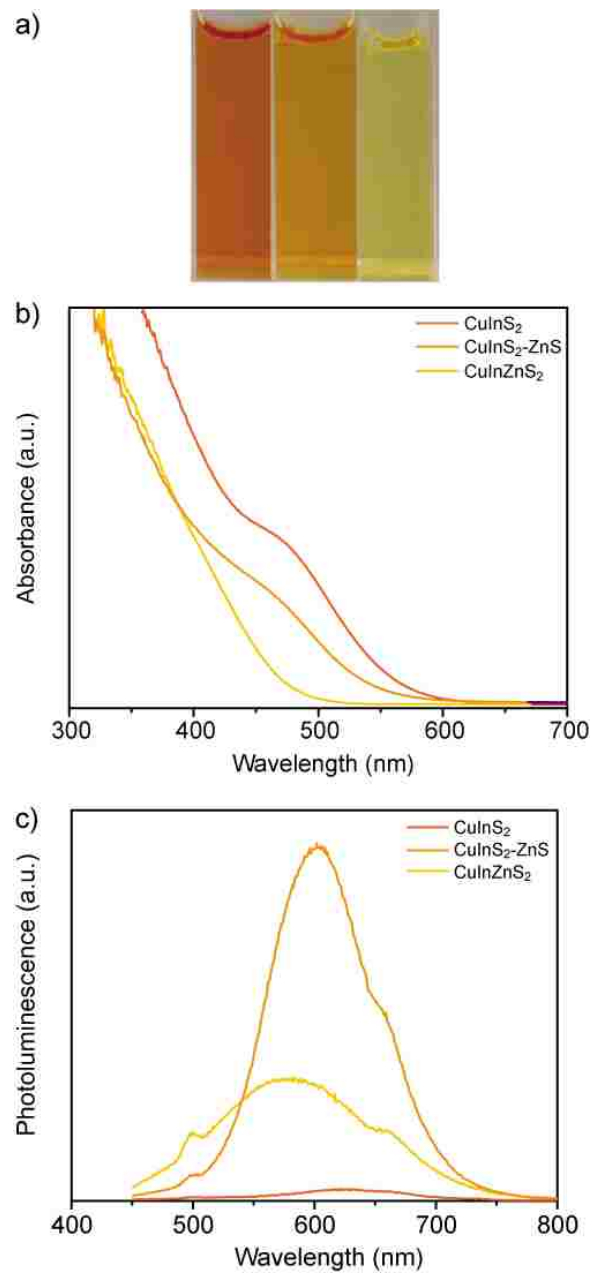 a)
b)
CuInS₂
CuInS₂-ZnS
CuInZnS₂
Absorbance (a.u.)
300 400 500 600 700
Wavelength (nm)
c)
CuInS₂
CuInS₂-ZnS
CuInZnS₂
Photoluminescence (a.u.)
400 500 600 700 800
Wavelength (nm)